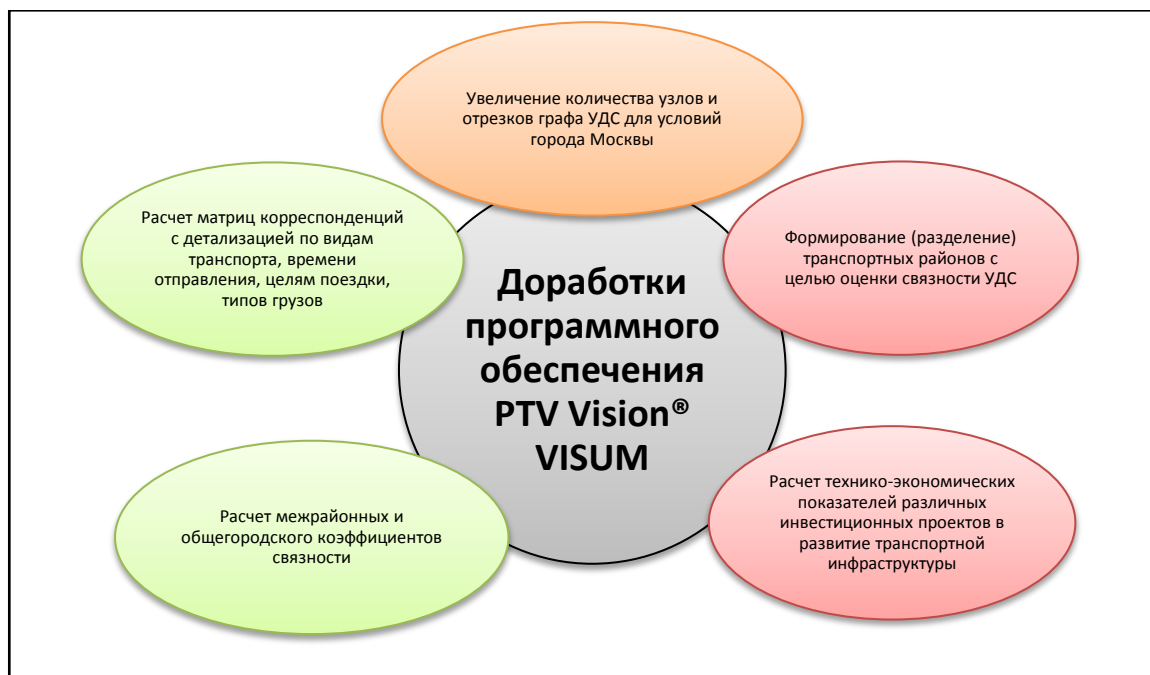 Увеличение количества узлов и
отрезков графа УДС для условий
города Москвы
Расчет матриц корреспонденций
с детализацией по видам
транспорта, времени
отправления, целям поездки,
типов грузов
Формирование (разделение)
транспортных районов с
целью оценки связности УДС
Доработки
программного
обеспечения
PTV Vision®
VISUM
Расчет межрайонных и
общегородского коэффициентов
связности
Расчет технико-экономических
показателей различных
инвестиционных проектов в
развитие транспортной
инфраструктуры